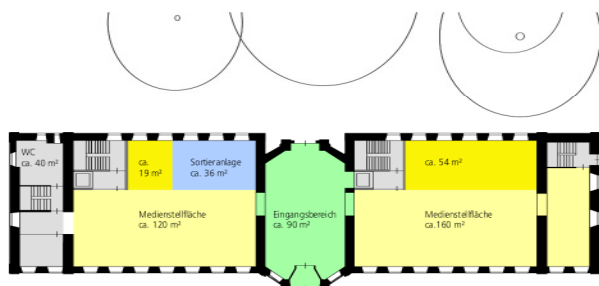 WC
ca. 40 m²
ca.
19 m²
Sortieranlage
ca. 36 m²
ca. 54 m²
Medienstellfläche
ca. 120 m²
Eingangsbereich
ca. 90 m²
Medienstellfläche
ca.160 m²